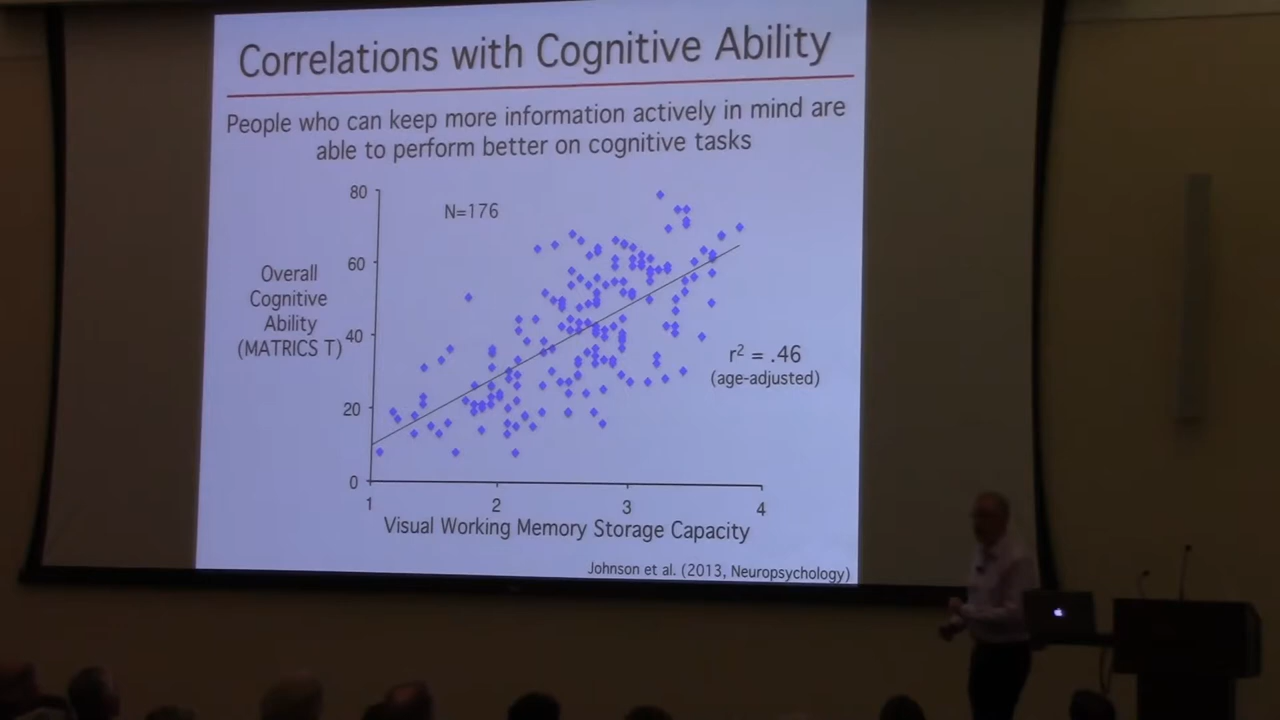 Correlations with Cognitive Ability
People who can keep more information actively in mind are
able to perform better on cognitive tasks
80
N=176
60
Overall
Cognitive
Ability
(MATRICS T)
40
r² = .46
(age-adjusted)
20
0
1 2 3 4
Visual Working Memory Storage Capacity
Johnson et al. (2013, Neuropsychology)